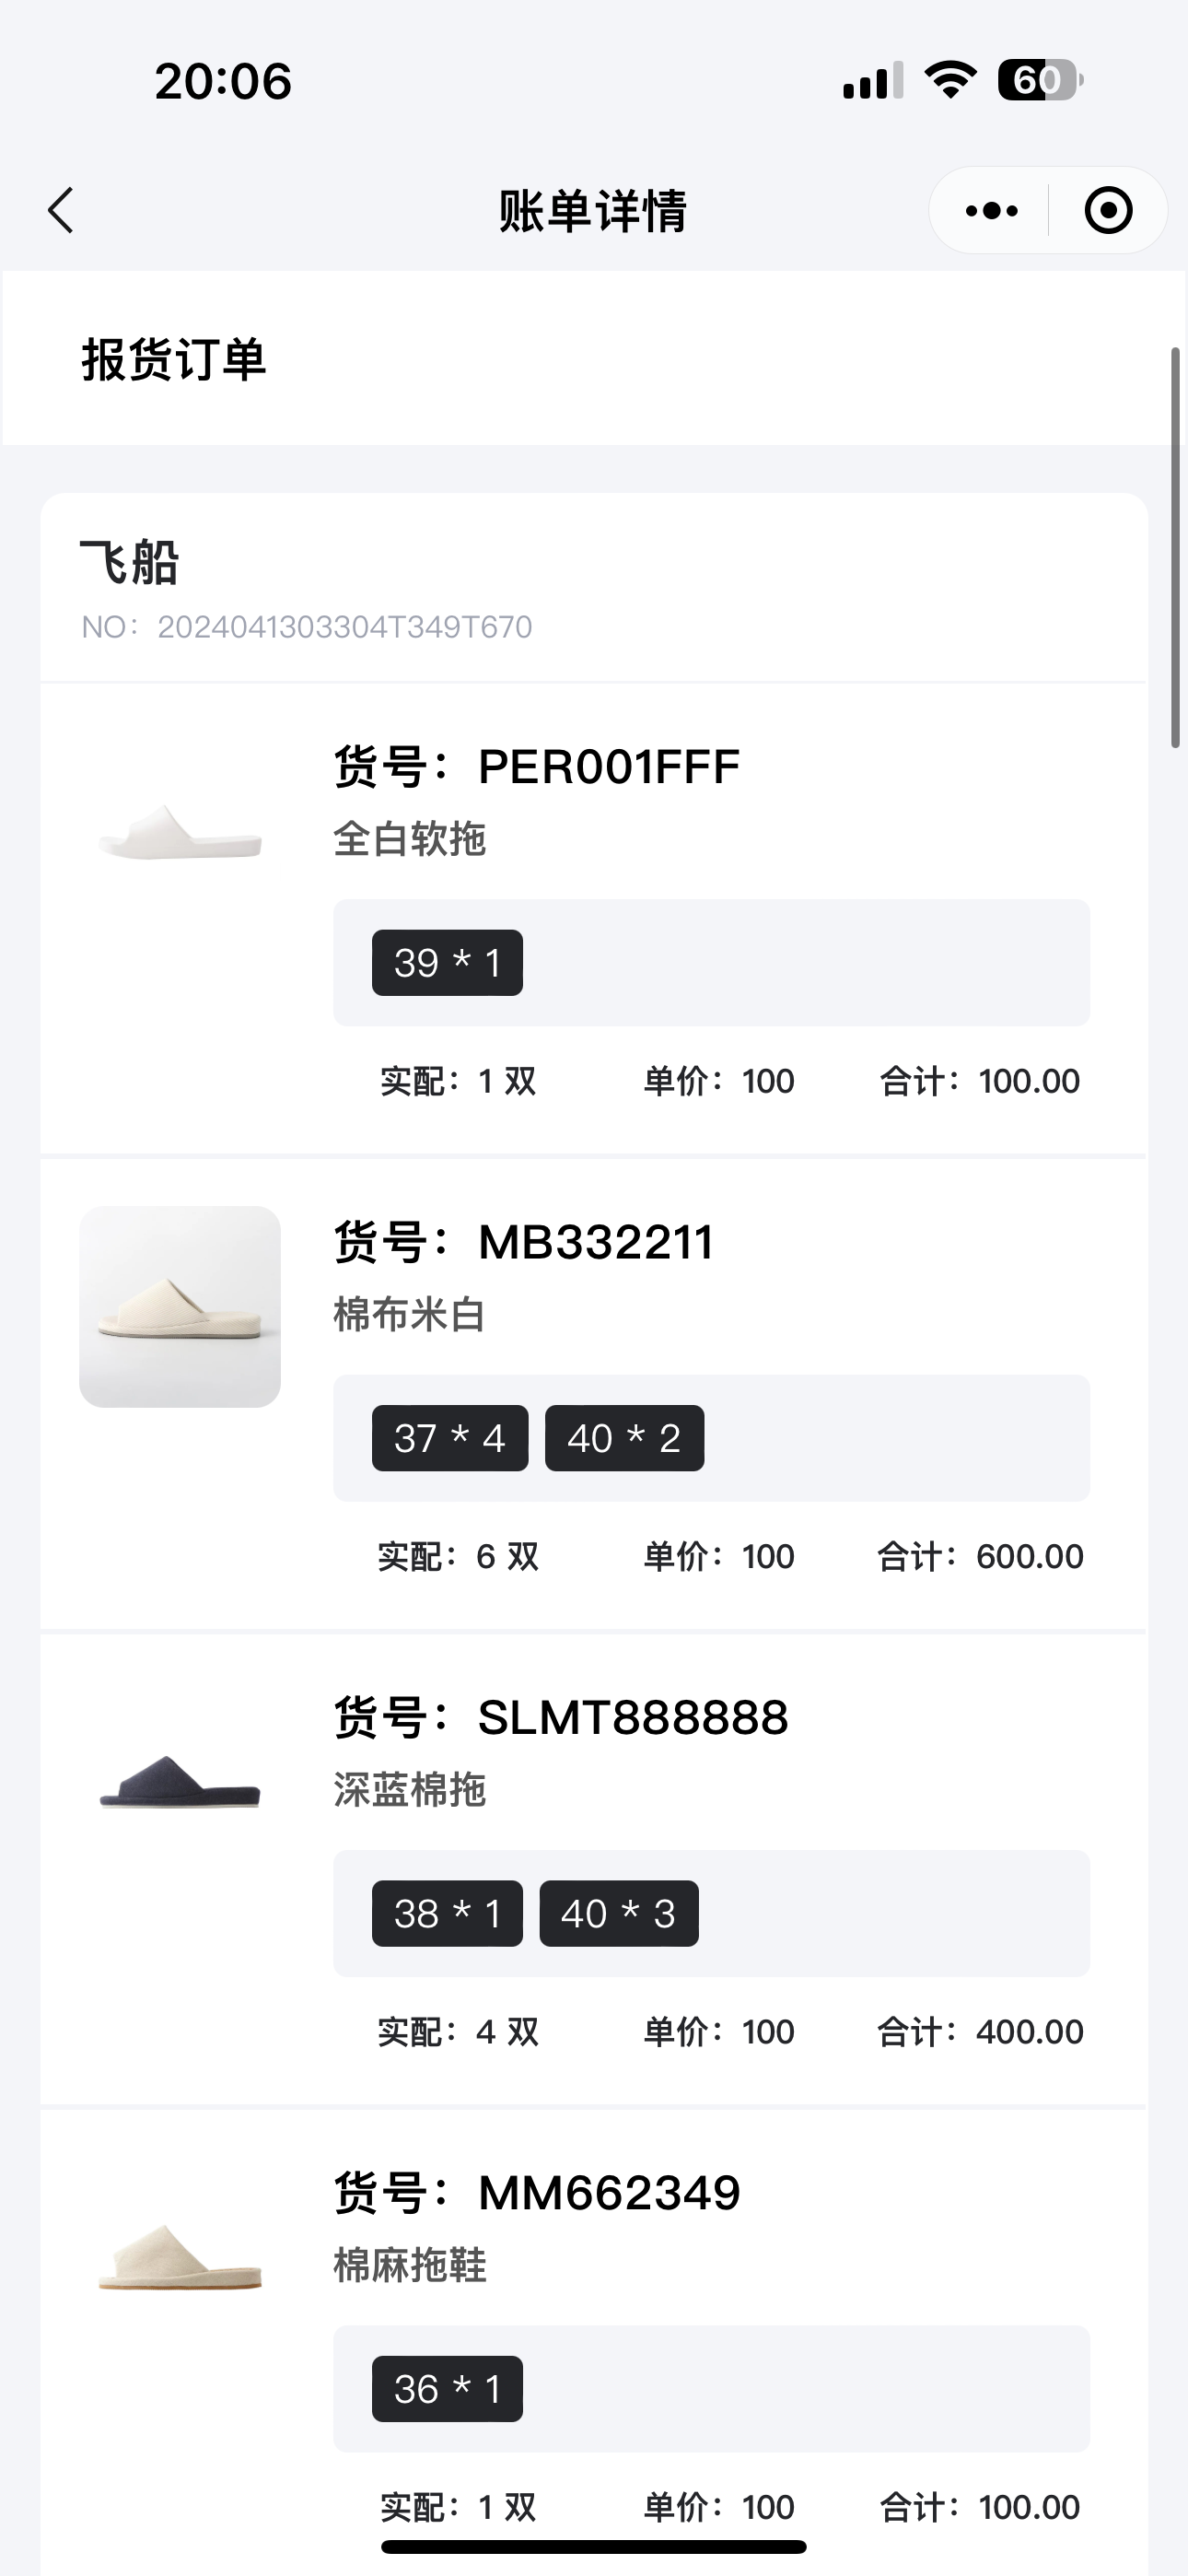 20:06
60
账单详情
报货订单
飞船
NO：2024041303304T349T670
货号：PER001FFF
全白软拖
39 * 1
实配：1 双 单价：100 合计：100.00
货号：MB332211
棉布米白
37 * 4 40 * 2
实配：6 双 单价：100 合计：600.00
货号：SLMT888888
深蓝棉拖
38 * 1 40 * 3
实配：4 双 单价：100 合计：400.00
货号：MM662349
棉麻拖鞋
36 * 1
实配：1 双 单价：100 合计：100.00